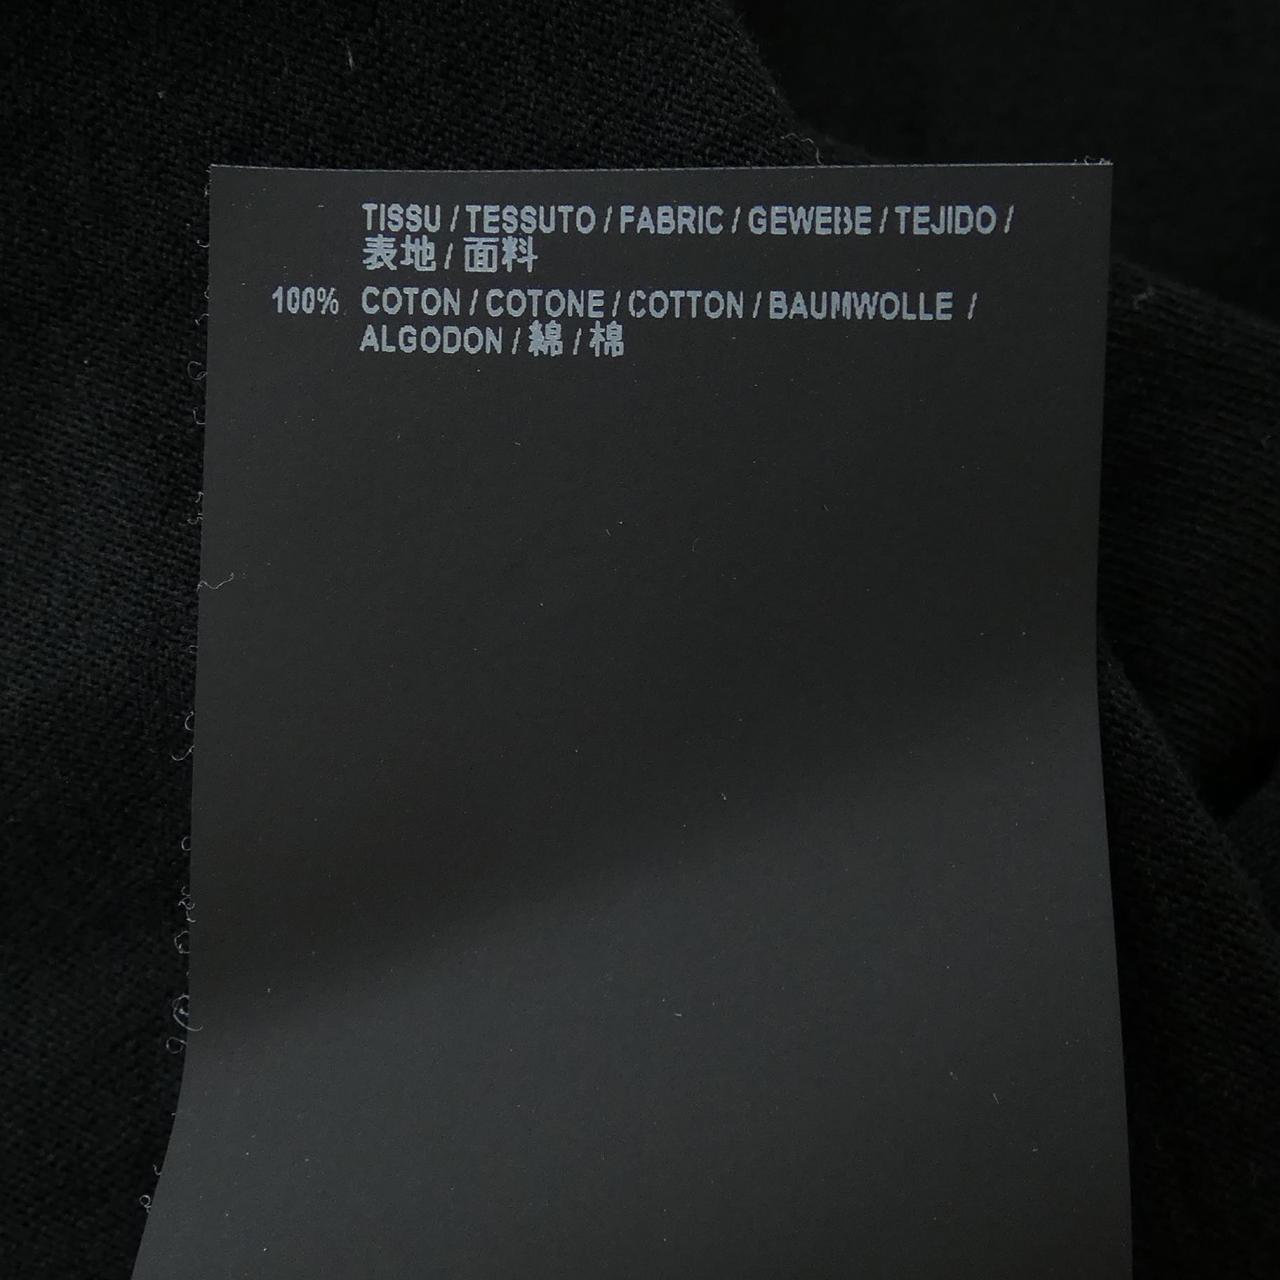 TISSU / TESSUTO / FABRIC / GEWEBE / TEJIDO /
表地 / 面料
100% COTON / COTONE / COTTON / BAUMWOLLE /
ALGODON / 綿 / 棉